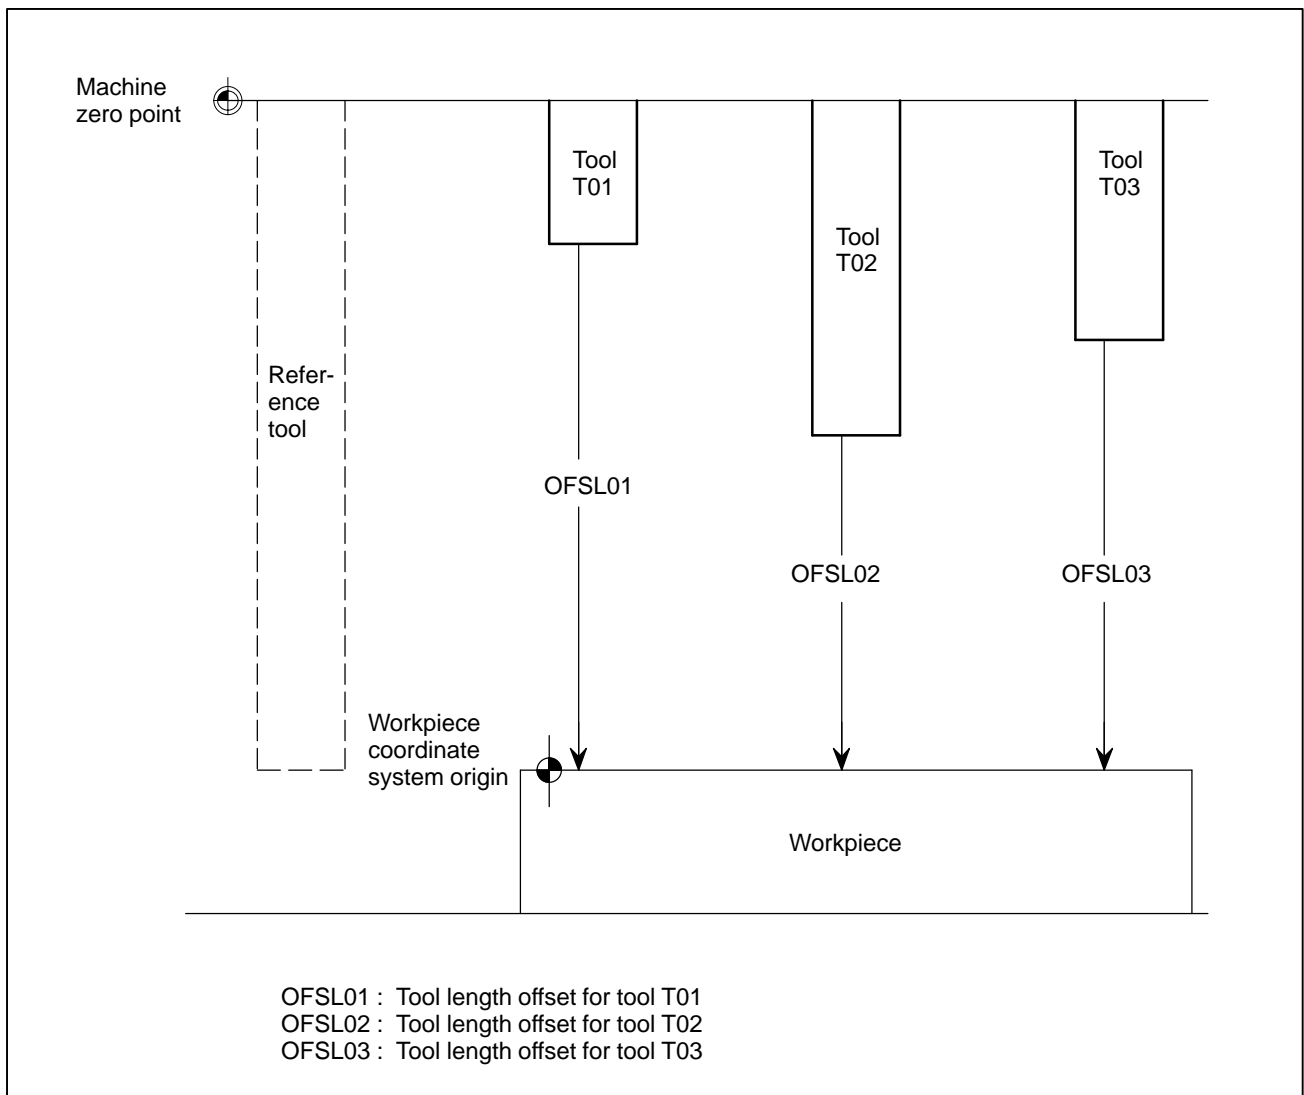 Machine
zero point
Tool
T01
Tool
T02
Tool
T03
Refer-
ence
tool
OFSL01
OFSL02
OFSL03
Workpiece
coordinate
system origin
Workpiece
OFSL01 : Tool length offset for tool T01
OFSL02 : Tool length offset for tool T02
OFSL03 : Tool length offset for tool T03